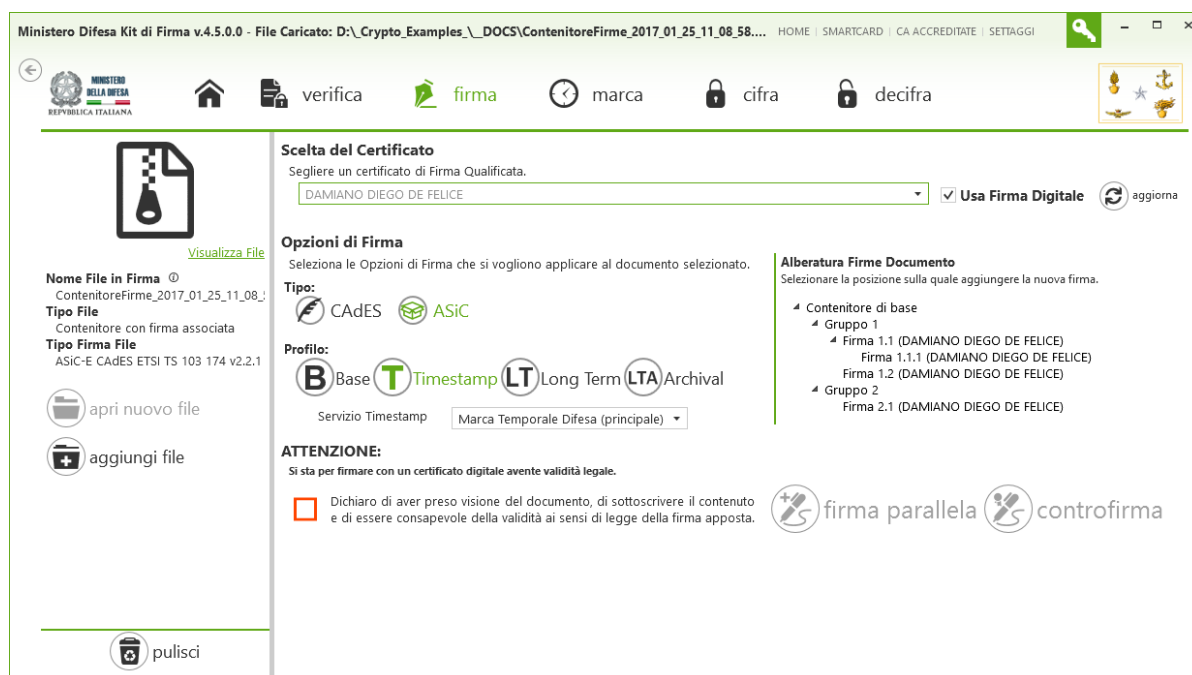 Ministero Difesa Kit di Firma v.4.5.0.0 - File Caricato: D:\_Crypto_Examples_\__DOCS\ContenitoreFirme_2017_01_25_11_08_58.... HOME | SMARTCARD | CA ACCREDITATE | SETTAGGI
MINISTERO
DELLA DIFESA
REPVBBLICA ITALIANA
verifica firma marca cifra decifra
Scelta del Certificato
Segliere un certificato di Firma Qualificata.
DAMIANO DIEGO DE FELICE
Usa Firma Digitale
aggiorna
Visualizza File
Nome File in Firma
ContenitoreFirme_2017_01_25_11_08_5
Tipo File
Contenitore con firma associata
Tipo Firma File
ASiC-E CAdES ETSI TS 103 174 v2.2.1
apri nuovo file
aggiungi file
pulisci
Opzioni di Firma
Seleziona le Opzioni di Firma che si vogliono applicare al documento selezionato.
Tipo:
CAdES ASiC
Profilo:
B Base T Timestamp LT Long Term LTA Archival
Servizio Timestamp Marca Temporale Difesa (principale)
Alberatura Firme Documento
Selezionare la posizione sulla quale aggiungere la nuova firma.
Contenitore di base
Gruppo 1
Firma 1.1 (DAMIANO DIEGO DE FELICE)
Firma 1.1.1 (DAMIANO DIEGO DE FELICE)
Firma 1.2 (DAMIANO DIEGO DE FELICE)
Gruppo 2
Firma 2.1 (DAMIANO DIEGO DE FELICE)
ATTENZIONE:
Si sta per firmare con un certificato digitale avente validità legale.
Dichiaro di aver preso visione del documento, di sottoscrivere il contenuto
e di essere consapevole della validità ai sensi di legge della firma apposta.
firma parallela controfirma